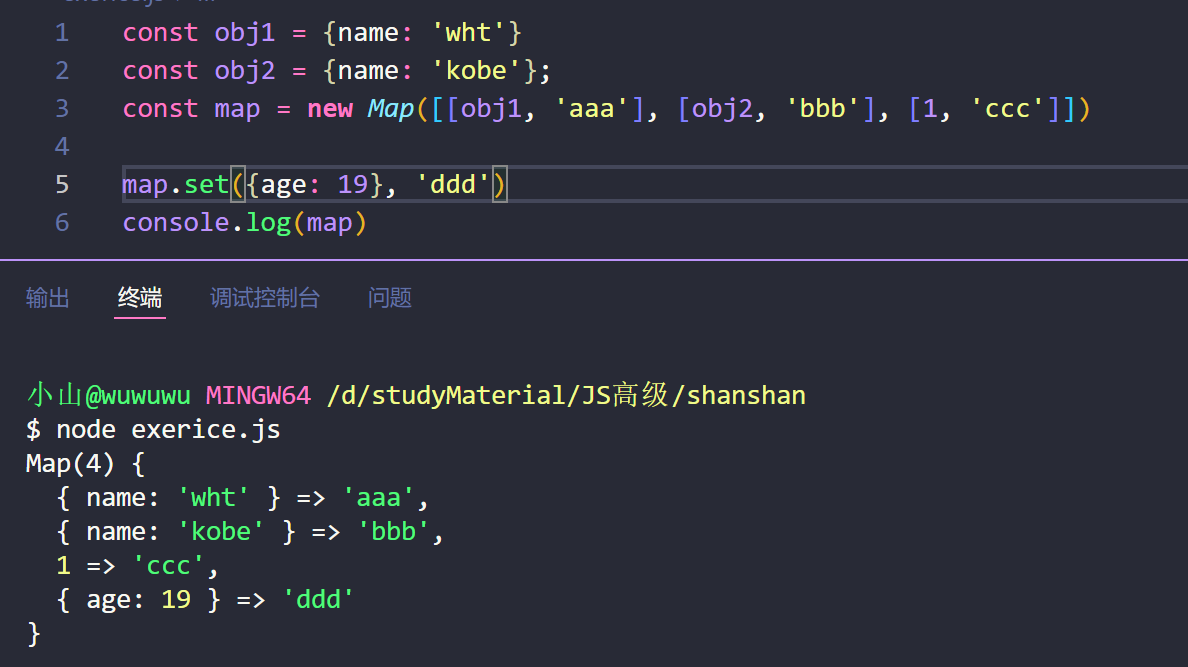 1 const obj1 = {name: 'wht'}
2 const obj2 = {name: 'kobe'};
3 const map = new Map([[obj1, 'aaa'], [obj2, 'bbb'], [1, 'ccc']])
4
5 map.set({age: 19}, 'ddd')
6 console.log(map)
输出 终端 调试控制台 问题
小山@wuwuwu MINGW64 /d/studyMaterial/JS高级/shanshan
$ node exerice.js
Map(4) {
  { name: 'wht' } => 'aaa',
  { name: 'kobe' } => 'bbb',
  1 => 'ccc',
  { age: 19 } => 'ddd'
}